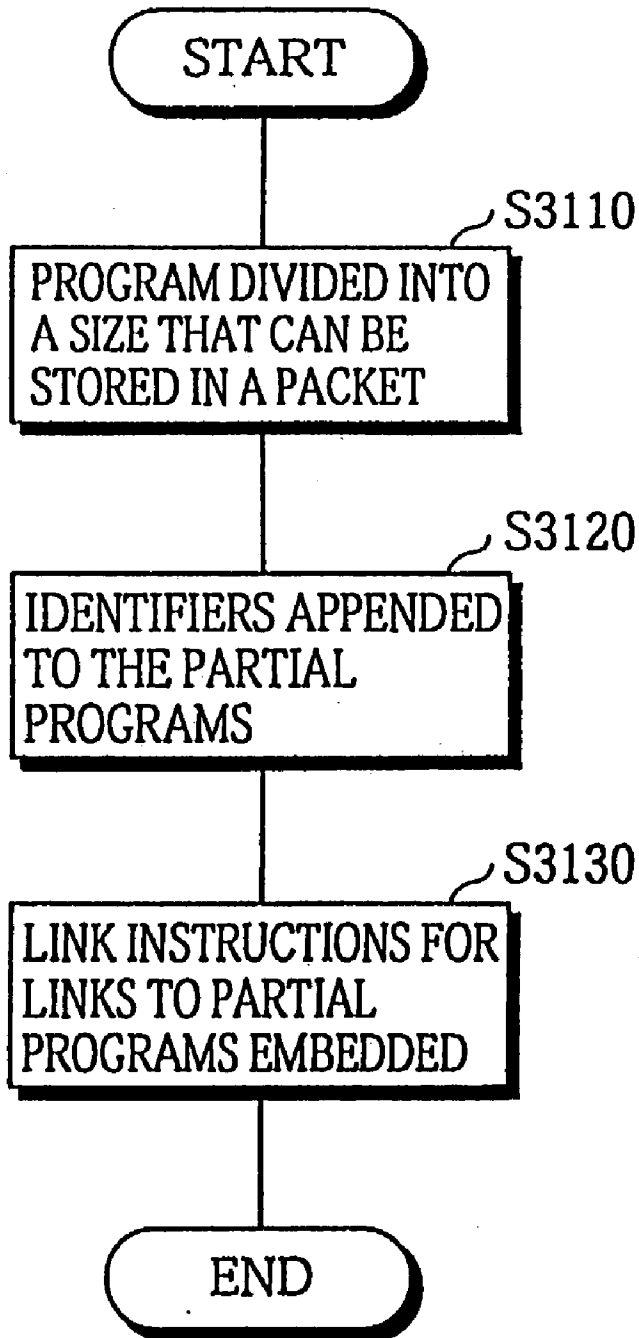 START
S3110
PROGRAM DIVIDED INTO
A SIZE THAT CAN BE
STORED IN A PACKET
S3120
IDENTIFIERS APPENDED
TO THE PARTIAL
PROGRAMS
S3130
LINK INSTRUCTIONS FOR
LINKS TO PARTIAL
PROGRAMS EMBEDDED
END